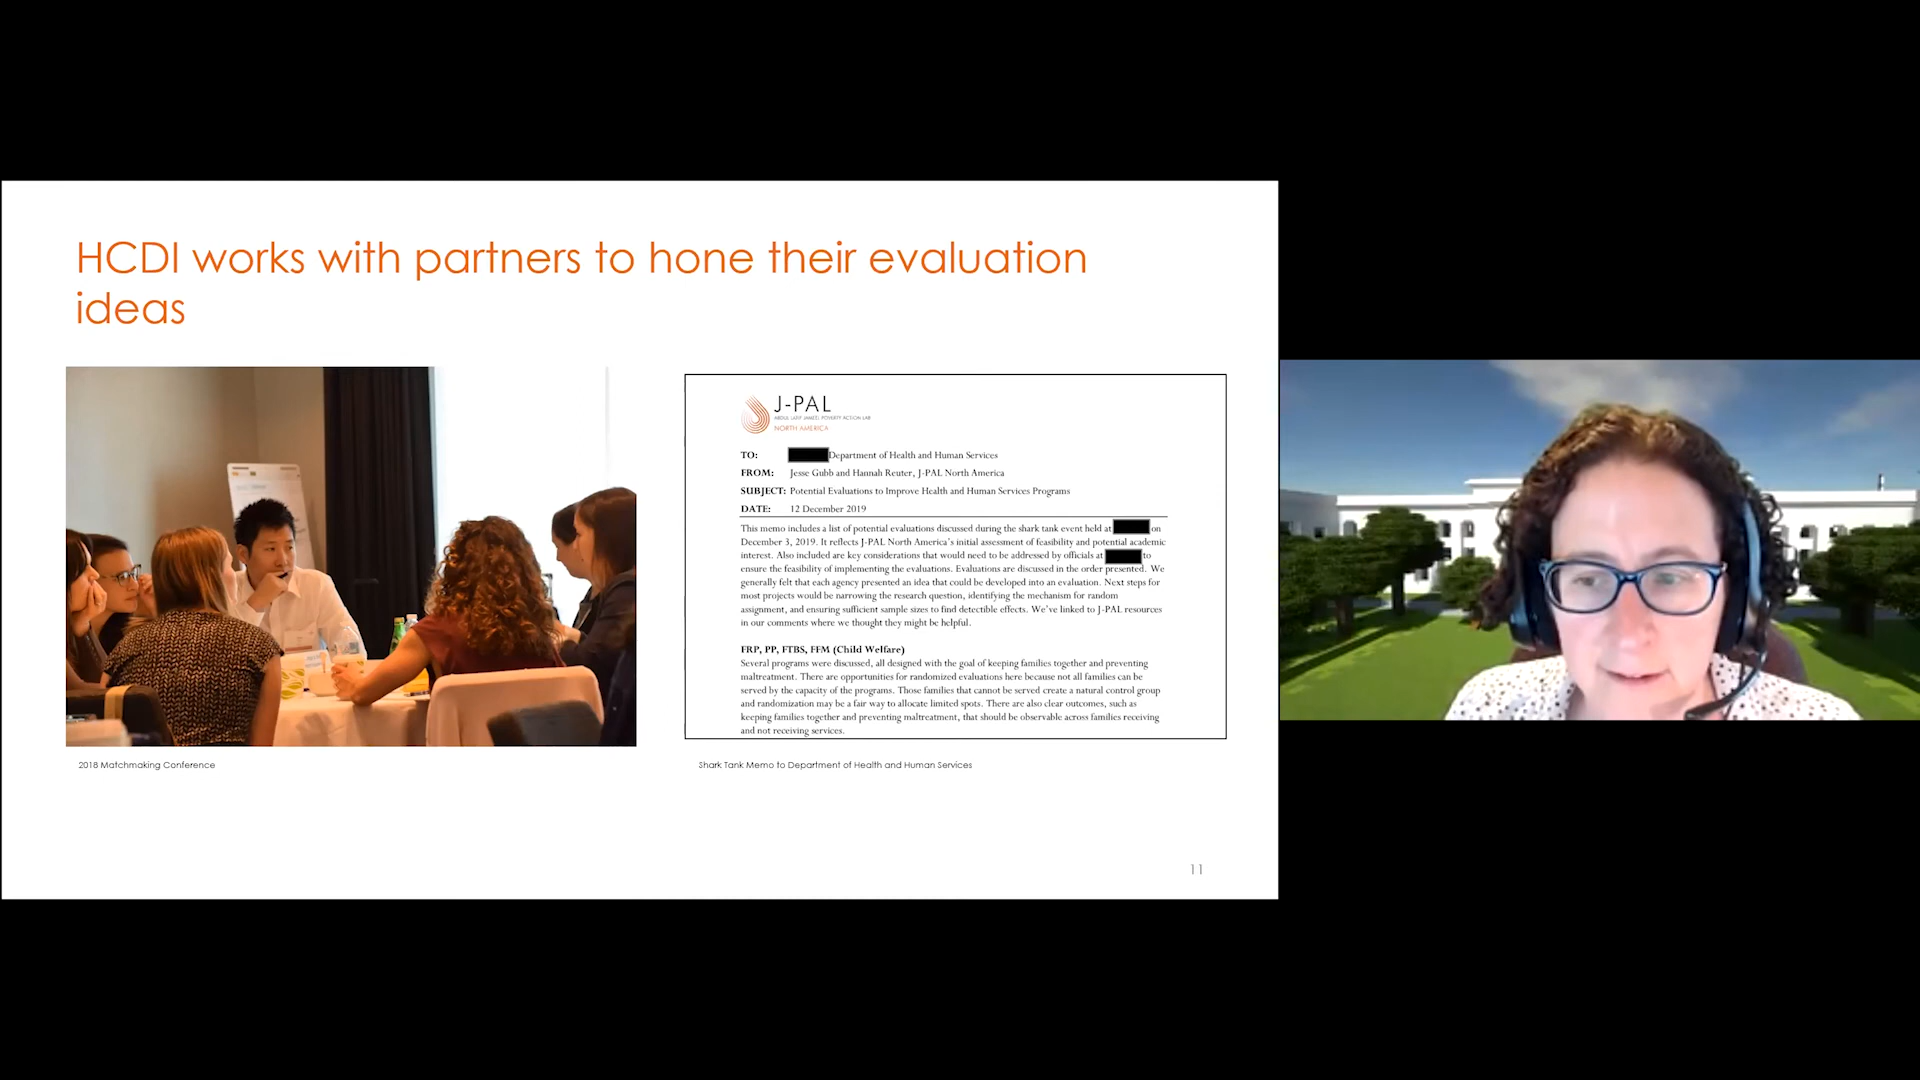 HCDI works with partners to hone their evaluation
ideas
J-PAL
ABDUL LATIF JAMEEL POVERTY ACTION LAB
NORTH AMERICA
TO: Department of Health and Human Services
FROM: Jesse Gubb and Hannah Reuter, J-PAL North America
SUBJECT: Potential Evaluations to Improve Health and Human Services Programs
DATE: 12 December 2019
This memo includes a list of potential evaluations discussed during the shark tank event held at on
December 3, 2019. It reflects J-PAL North America's initial assessment of feasibility and potential academic
interest. Also included are key considerations that would need to be addressed by officials at to
ensure the feasibility of implementing the evaluations. Evaluations are discussed in the order presented. We
generally felt that each agency presented an idea that could be developed into an evaluation. Next steps for
most projects would be narrowing the research question, identifying the mechanism for random
assignment, and ensuring sufficient sample sizes to find detectible effects. We've linked to J-PAL resources
in our comments where we thought they might be helpful.
FRP, PP, FTBS, FFM (Child Welfare)
Several programs were discussed, all designed with the goal of keeping families together and preventing
maltreatment. There are opportunities for randomized evaluations here because not all families can be
served by the capacity of the programs. Those families that cannot be served create a natural control group
and randomization may be a fair way to allocate limited spots. There are also clear outcomes, such as
keeping families together and preventing maltreatment, that should be observable across families receiving
and not receiving services.
2018 Matchmaking Conference
Shark Tank Memo to Department of Health and Human Services
11